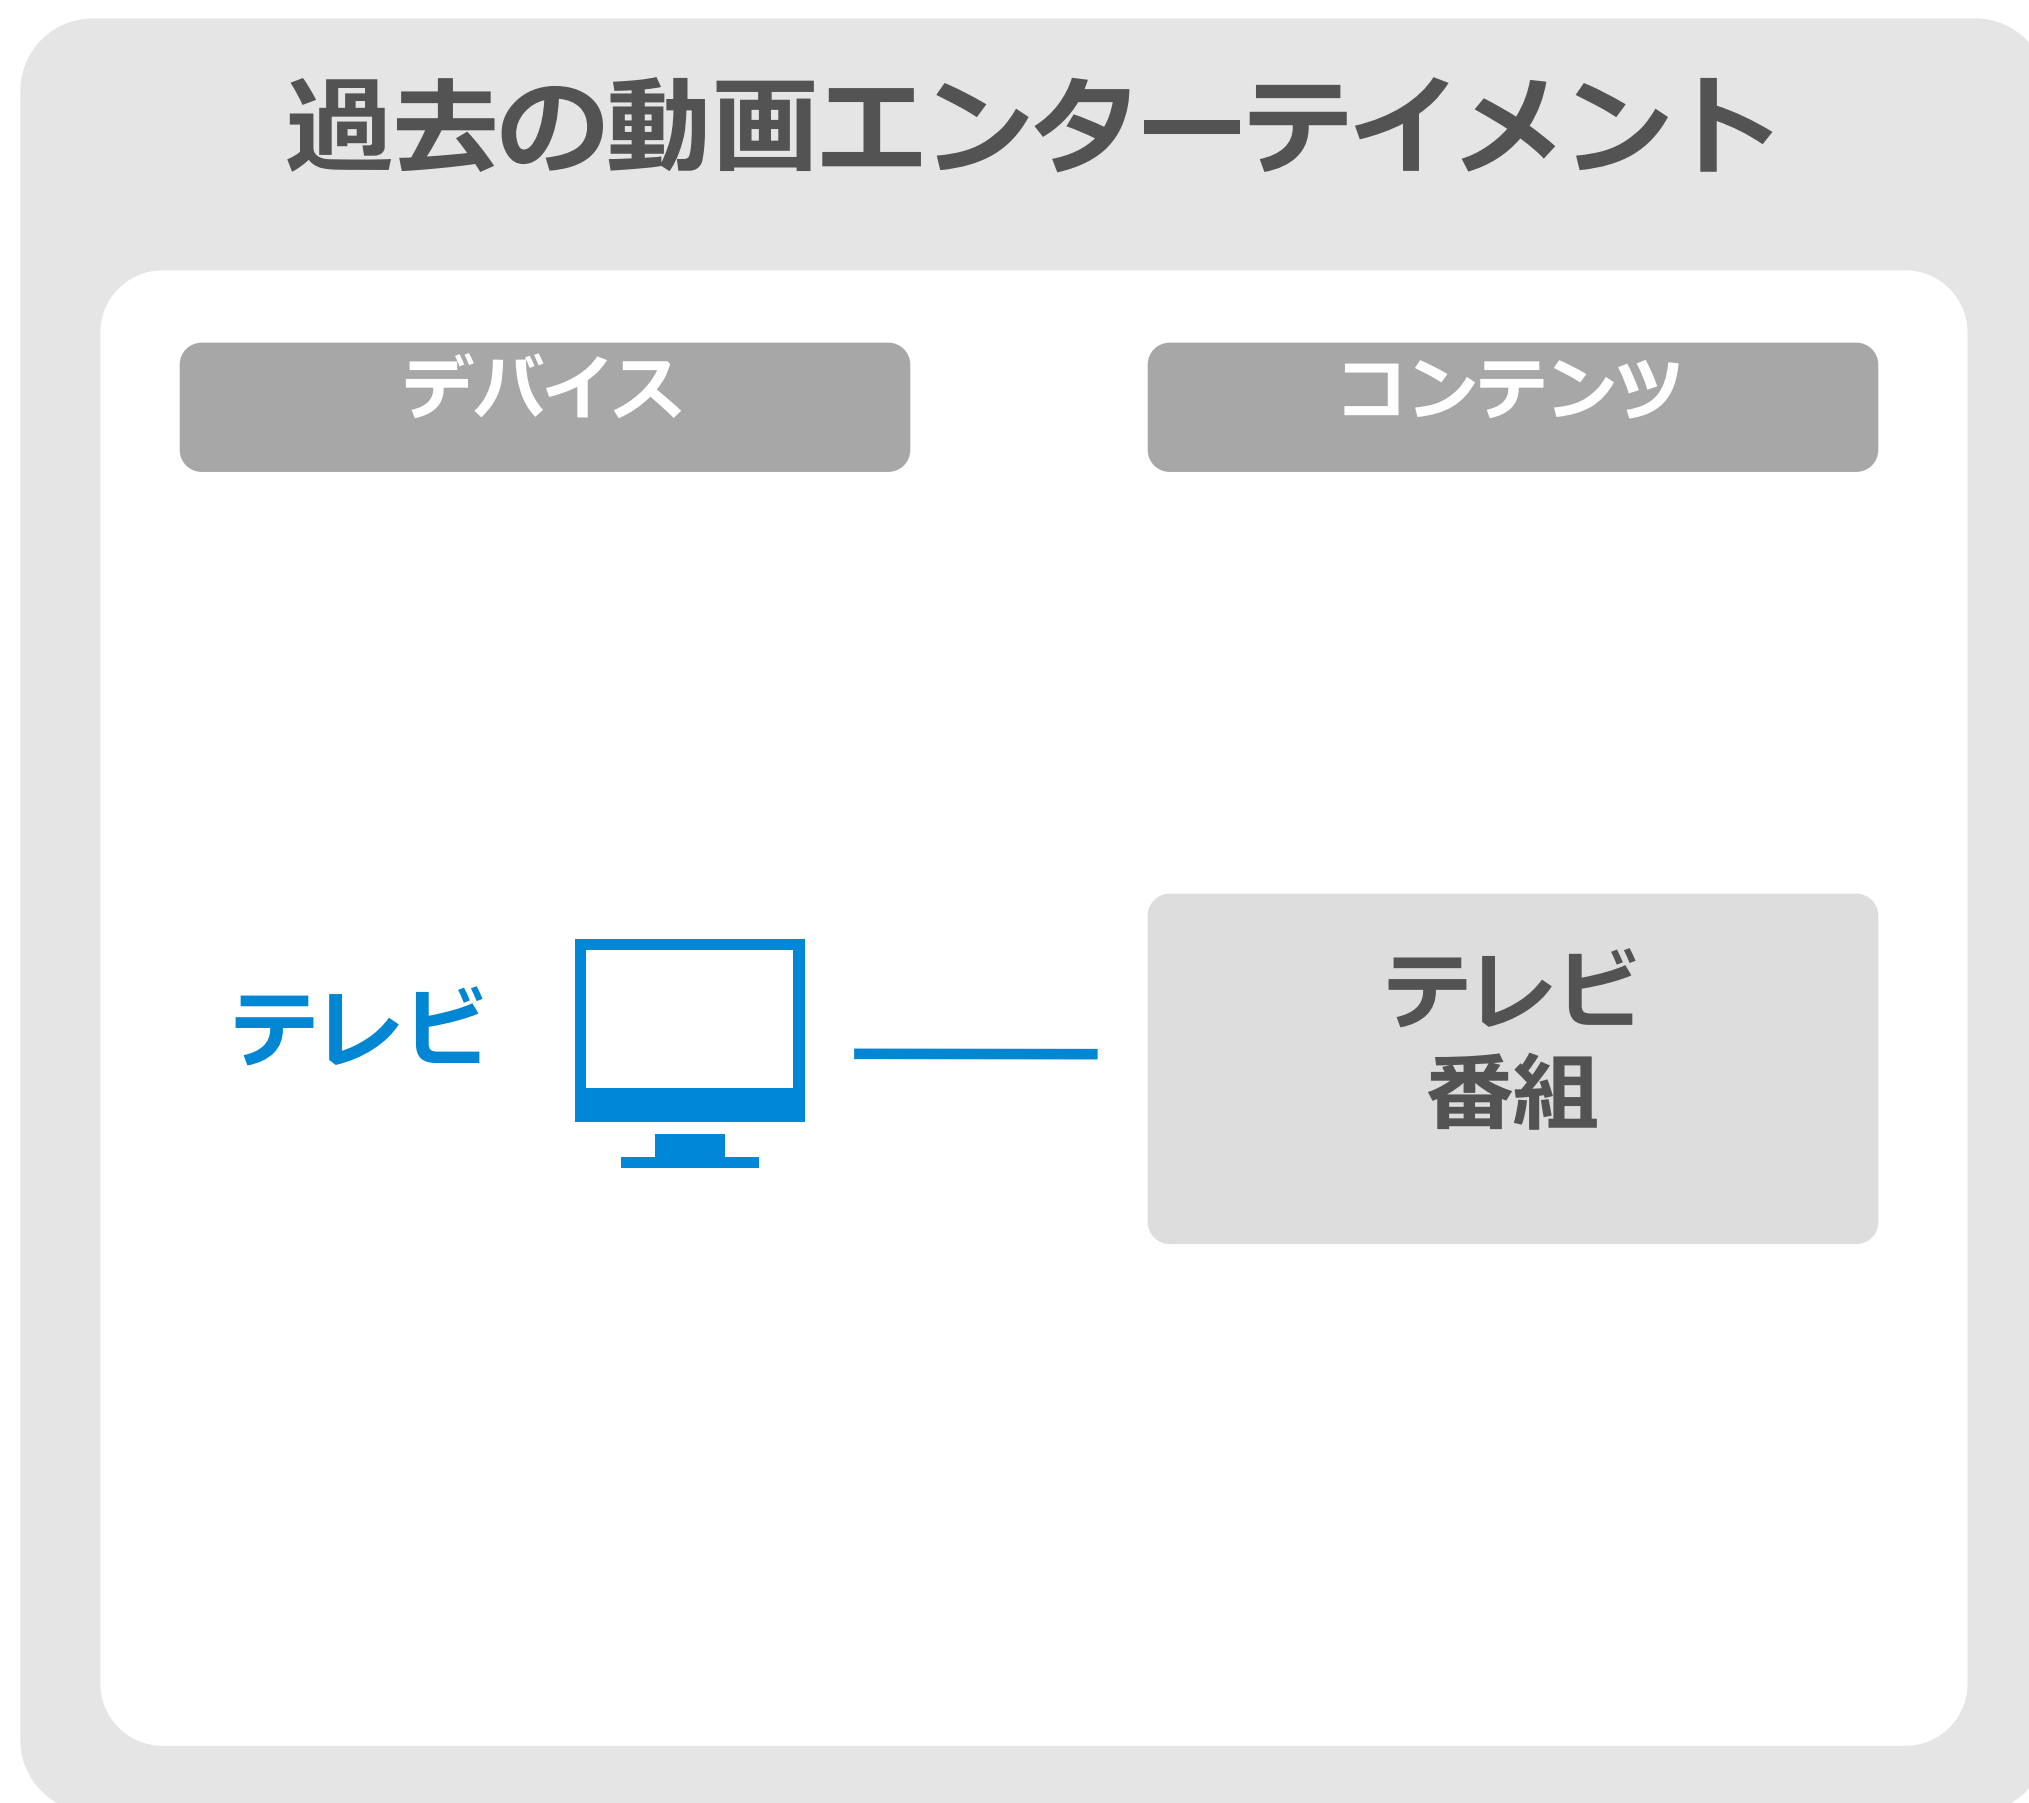 過去の動画エンターテイメント
デバイス
コンテンツ
テレビ
テレビ
番組